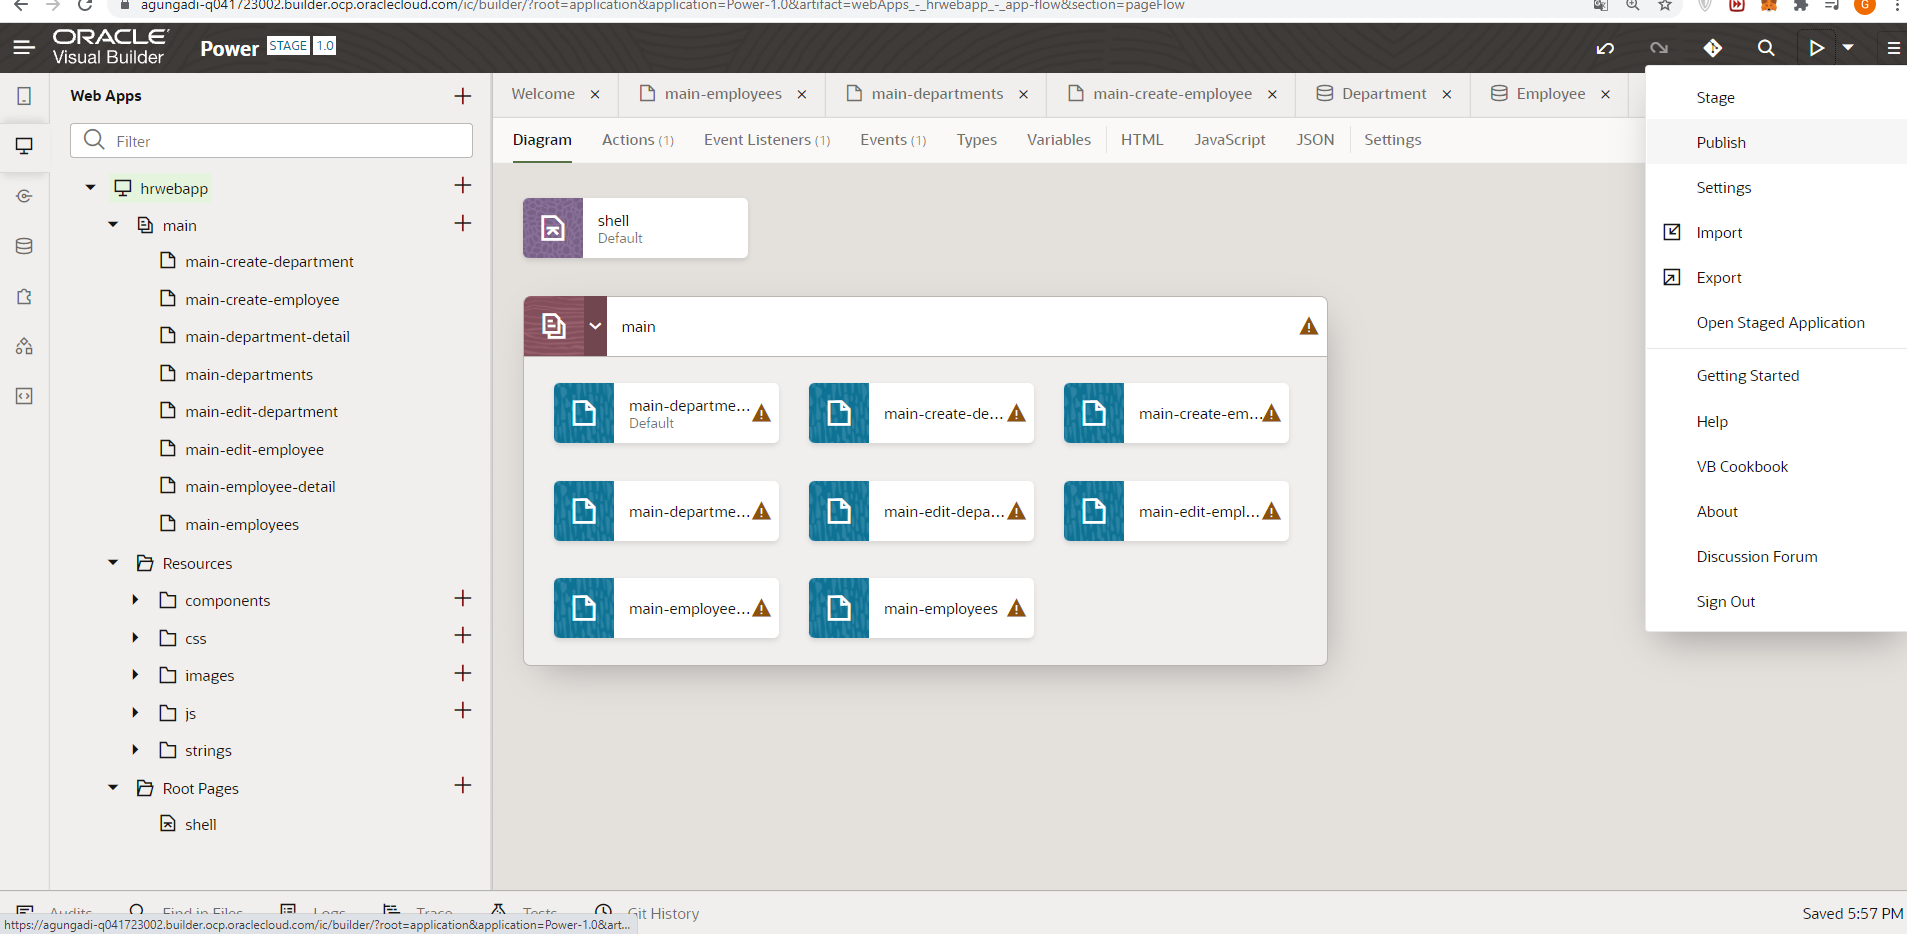 agungadi-q041723002.builder.ocp.oraclecloud.com/ic/builder/?root=application&application=Power-1.0&artifact=webApps_-_hrwebapp_-_app-flow&section=pageFlow
G
ORACLE
Visual Builder
Power STAGE 1.0
Web Apps
Filter
hrwebapp
main
main-create-department
main-create-employee
main-department-detail
main-departments
main-edit-department
main-edit-employee
main-employee-detail
main-employees
Resources
components
css
images
js
strings
Root Pages
shell
Welcome main-employees main-departments main-create-employee Department Employee
Diagram Actions (1) Event Listeners (1) Events (1) Types Variables HTML JavaScript JSON Settings
shell
Default
main
main-departme...
Default
main-create-de...
main-create-em...
main-departme...
main-edit-depa...
main-edit-empl...
main-employee...
main-employees
Stage
Publish
Settings
Import
Export
Open Staged Application
Getting Started
Help
VB Cookbook
About
Discussion Forum
Sign Out
Audits Find in Files Logs Trace Tests Git History
Saved 5:57 PM
https://agungadi-q041723002.builder.ocp.oraclecloud.com/ic/builder/?root=application&application=Power-1.0&art...